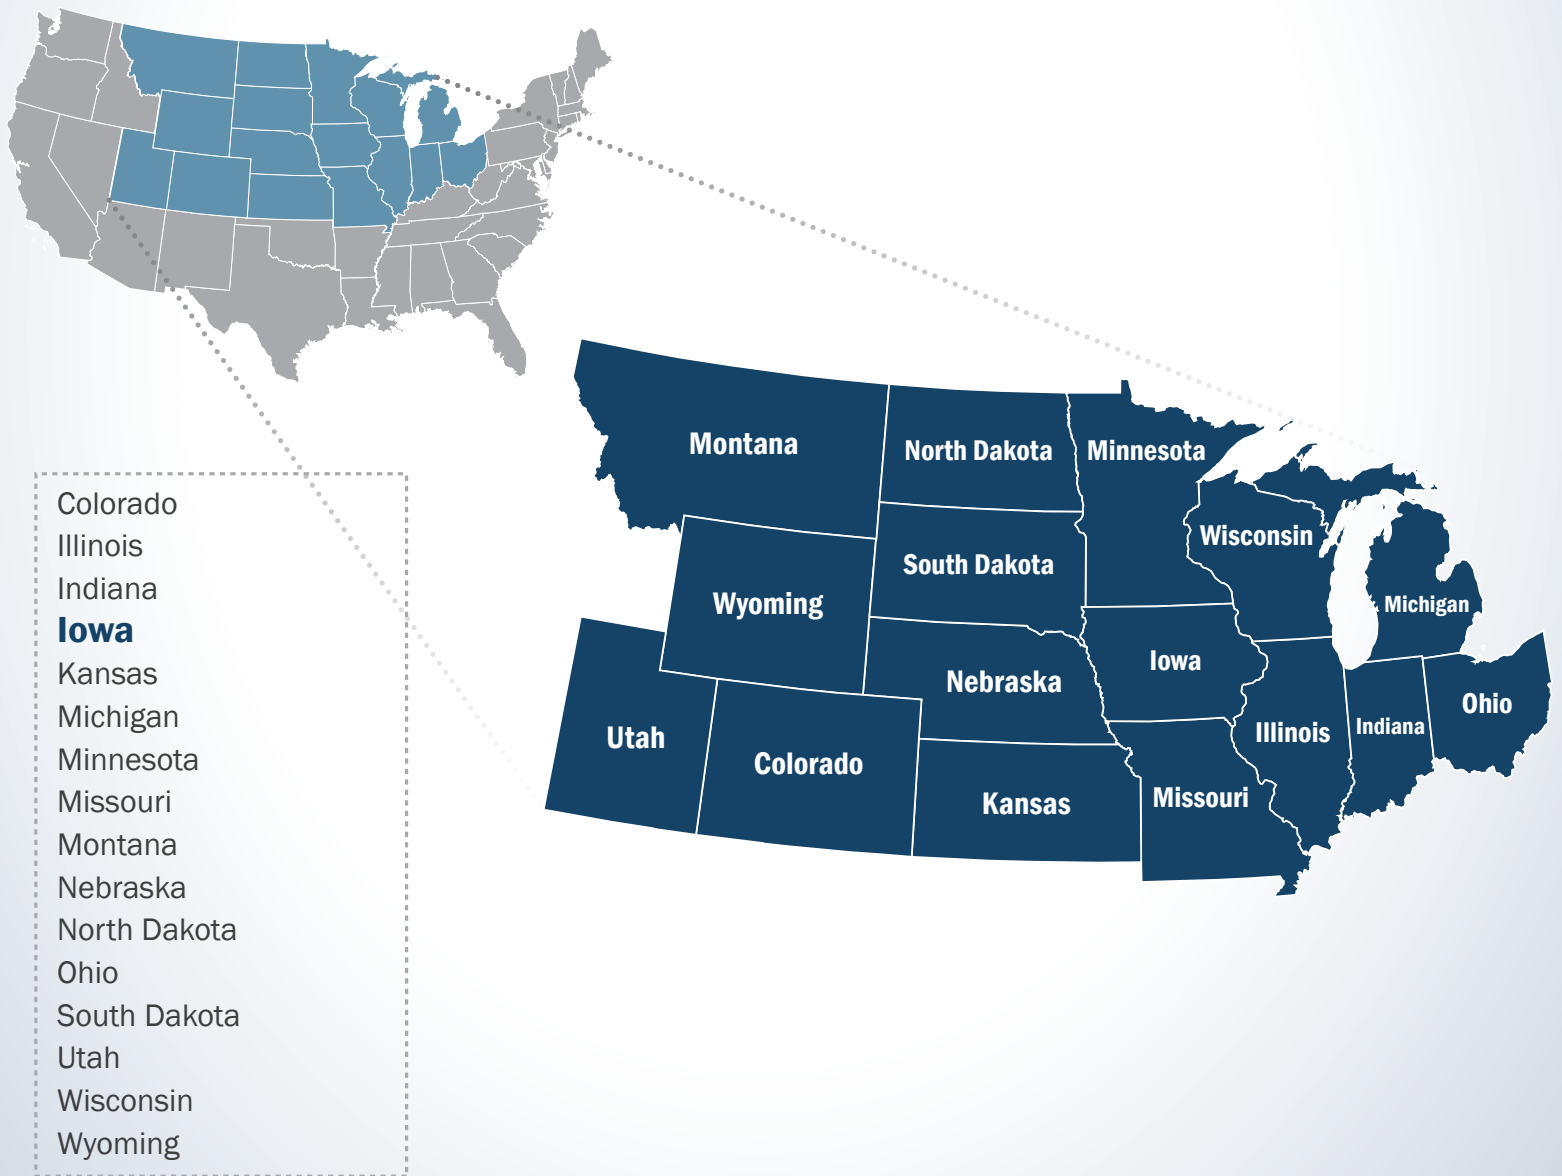 Montana
North Dakota
Minnesota
Wisconsin
South Dakota
Michigan
Wyoming
Iowa
Nebraska
Ohio
Utah
Illinois
Indiana
Colorado
Kansas
Missouri
Colorado
Illinois
Indiana
Iowa
Kansas
Michigan
Minnesota
Missouri
Montana
Nebraska
North Dakota
Ohio
South Dakota
Utah
Wisconsin
Wyoming